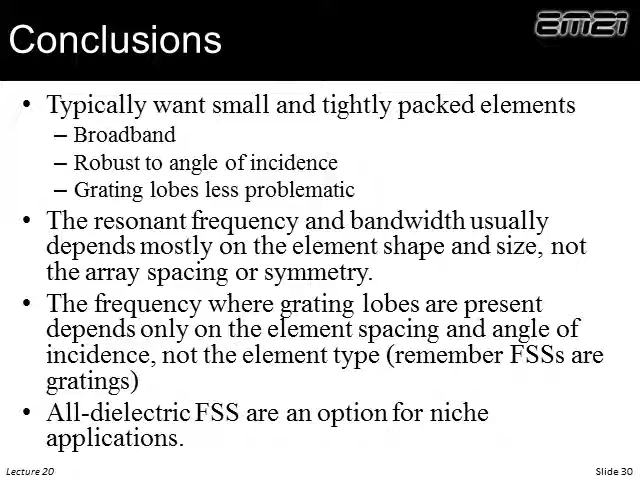 Conclusions
EM21
• Typically want small and tightly packed elements
– Broadband
– Robust to angle of incidence
– Grating lobes less problematic
• The resonant frequency and bandwidth usually
depends mostly on the element shape and size, not
the array spacing or symmetry.
• The frequency where grating lobes are present
depends only on the element spacing and angle of
incidence, not the element type (remember FSSs are
gratings)
• All-dielectric FSS are an option for niche
applications.
Lecture 20
Slide 30